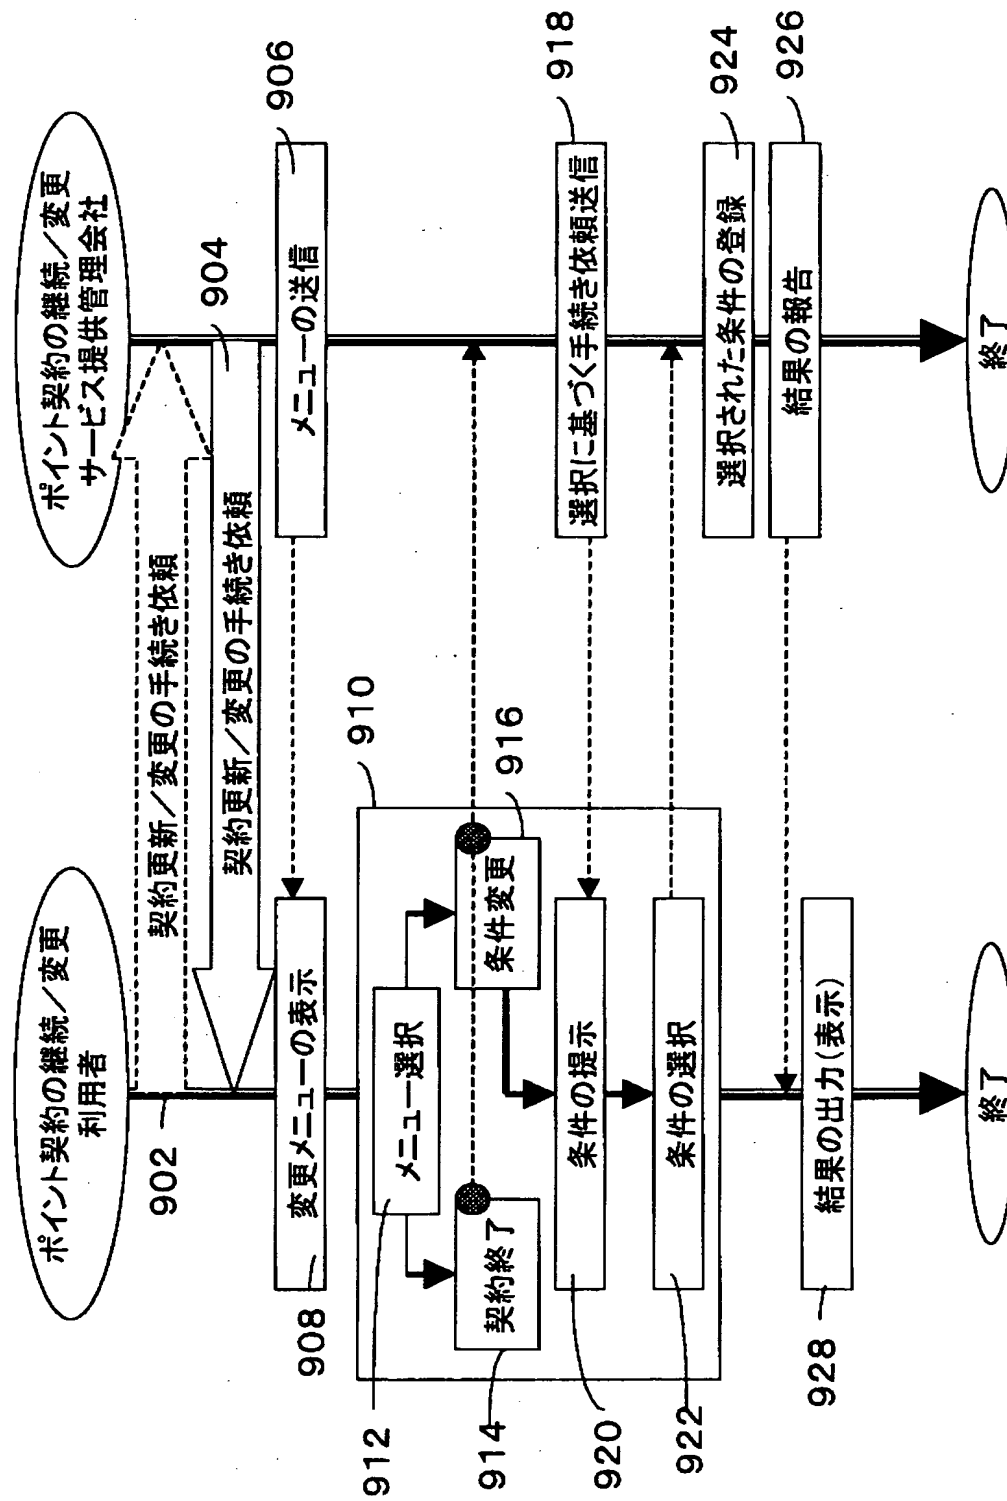 ポイント契約の継続／変更
利用者
ポイント契約の継続／変更
サービス提供管理会社
902
契約更新／変更の手続き依頼
契約更新／変更の手続き依頼
904
908
変更メニューの表示
メニューの送信
906
910
912
メニュー選択
914
契約終了
条件変更
916
選択に基づく手続き依頼送信
918
920
条件の提示
922
条件の選択
選択された条件の登録
924
結果の報告
926
928
結果の出力(表示)
終了
終了